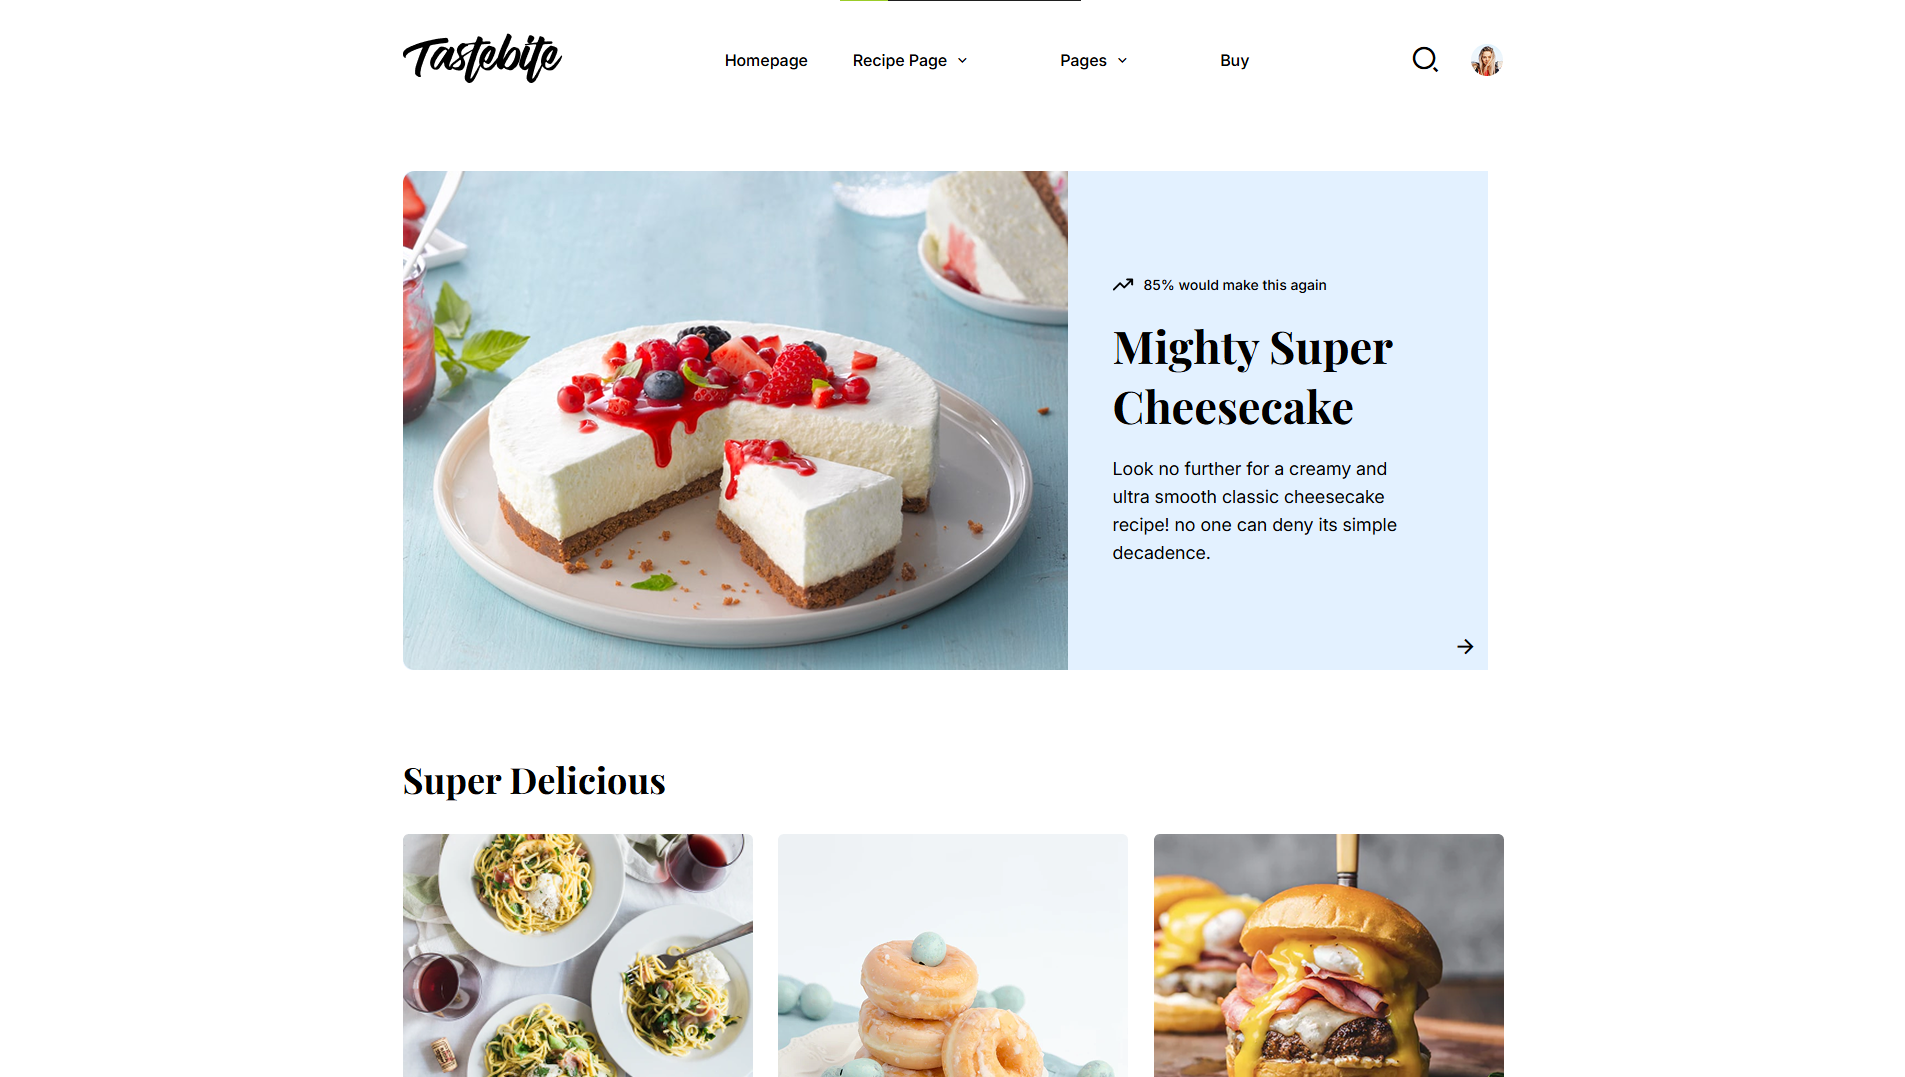 Tastebite
Homepage
Recipe Page
Pages
Buy
85% would make this again
Mighty Super
Cheesecake
Look no further for a creamy and
ultra smooth classic cheesecake
recipe! no one can deny its simple
decadence.
Super Delicious